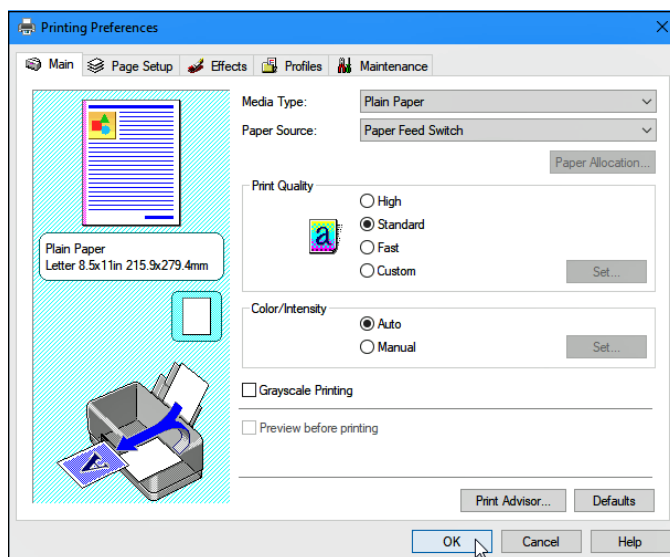 Printing Preferences
Main Page Setup Effects Profiles Maintenance
Media Type: Plain Paper
Paper Source: Paper Feed Switch
Paper Allocation...
Print Quality
High
a Standard
Fast
Custom Set...
Plain Paper
Letter 8.5x11in 215.9x279.4mm
Color/Intensity
Auto
Manual Set...
Grayscale Printing
Preview before printing
A
Print Advisor... Defaults
OK Cancel Help